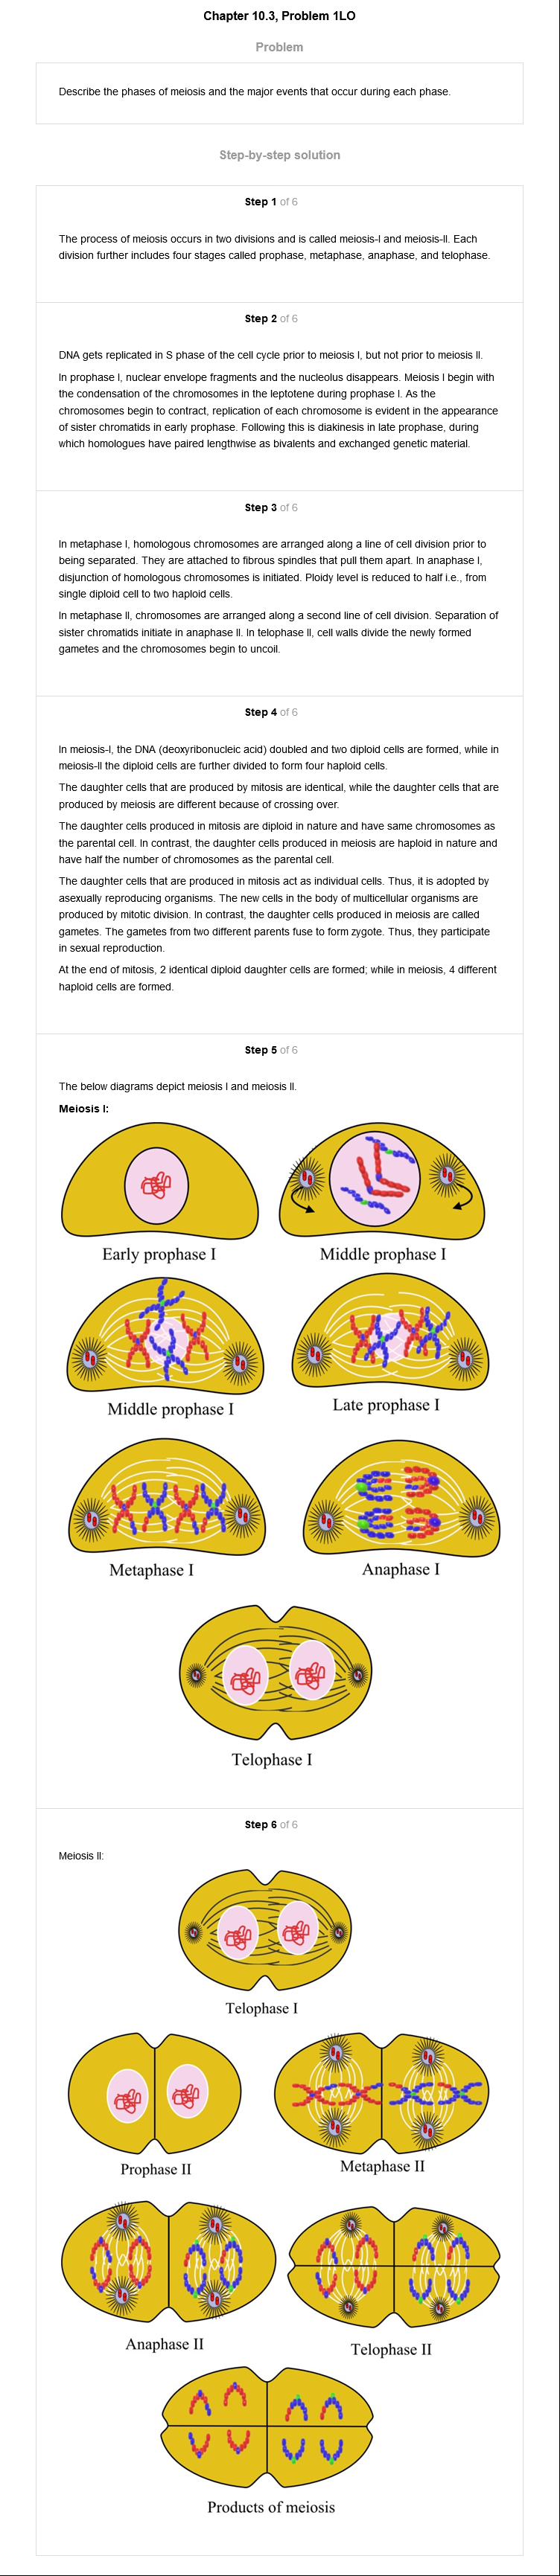 Chapter 10.3, Problem 1LO
Problem
Describe the phases of meiosis and the major events that occur during each phase.
Step-by-step solution
Step 1 of 6
The process of meiosis occurs in two divisions and is called meiosis-I and meiosis-II. Each
division further includes four stages called prophase, metaphase, anaphase, and telophase.
Step 2 of 6
DNA gets replicated in S phase of the cell cycle prior to meiosis I, but not prior to meiosis II.
In prophase I, nuclear envelope fragments and the nucleolus disappears. Meiosis I begin with
the condensation of the chromosomes in the leptotene during prophase I. As the
chromosomes begin to contract, replication of each chromosome is evident in the appearance
of sister chromatids in early prophase. Following this is diakinesis in late prophase, during
which homologues have paired lengthwise as bivalents and exchanged genetic material.
Step 3 of 6
In metaphase I, homologous chromosomes are arranged along a line of cell division prior to
being separated. They are attached to fibrous spindles that pull them apart. In anaphase I,
disjunction of homologous chromosomes is initiated. Ploidy level is reduced to half i.e., from
single diploid cell to two haploid cells.
In metaphase II, chromosomes are arranged along a second line of cell division. Separation of
sister chromatids initiate in anaphase II. In telophase II, cell walls divide the newly formed
gametes and the chromosomes begin to uncoil.
Step 4 of 6
In meiosis-I, the DNA (deoxyribonucleic acid) doubled and two diploid cells are formed, while in
meiosis-II the diploid cells are further divided to form four haploid cells.
The daughter cells that are produced by mitosis are identical, while the daughter cells that are
produced by meiosis are different because of crossing over.
The daughter cells produced in mitosis are diploid in nature and have same chromosomes as
the parental cell. In contrast, the daughter cells produced in meiosis are haploid in nature and
have half the number of chromosomes as the parental cell.
The daughter cells that are produced in mitosis act as individual cells. Thus, it is adopted by
asexually reproducing organisms. The new cells in the body of multicellular organisms are
produced by mitotic division. In contrast, the daughter cells produced in meiosis are called
gametes. The gametes from two different parents fuse to form zygote. Thus, they participate
in sexual reproduction.
At the end of mitosis, 2 identical diploid daughter cells are formed; while in meiosis, 4 different
haploid cells are formed.
Step 5 of 6
The below diagrams depict meiosis I and meiosis II.
Meiosis I:
Early prophase I
Middle prophase I
Middle prophase I
Late prophase I
Metaphase I
Anaphase I
Telophase I
Step 6 of 6
Meiosis II:
Telophase I
Prophase II
Metaphase II
Anaphase II
Telophase II
Products of meiosis